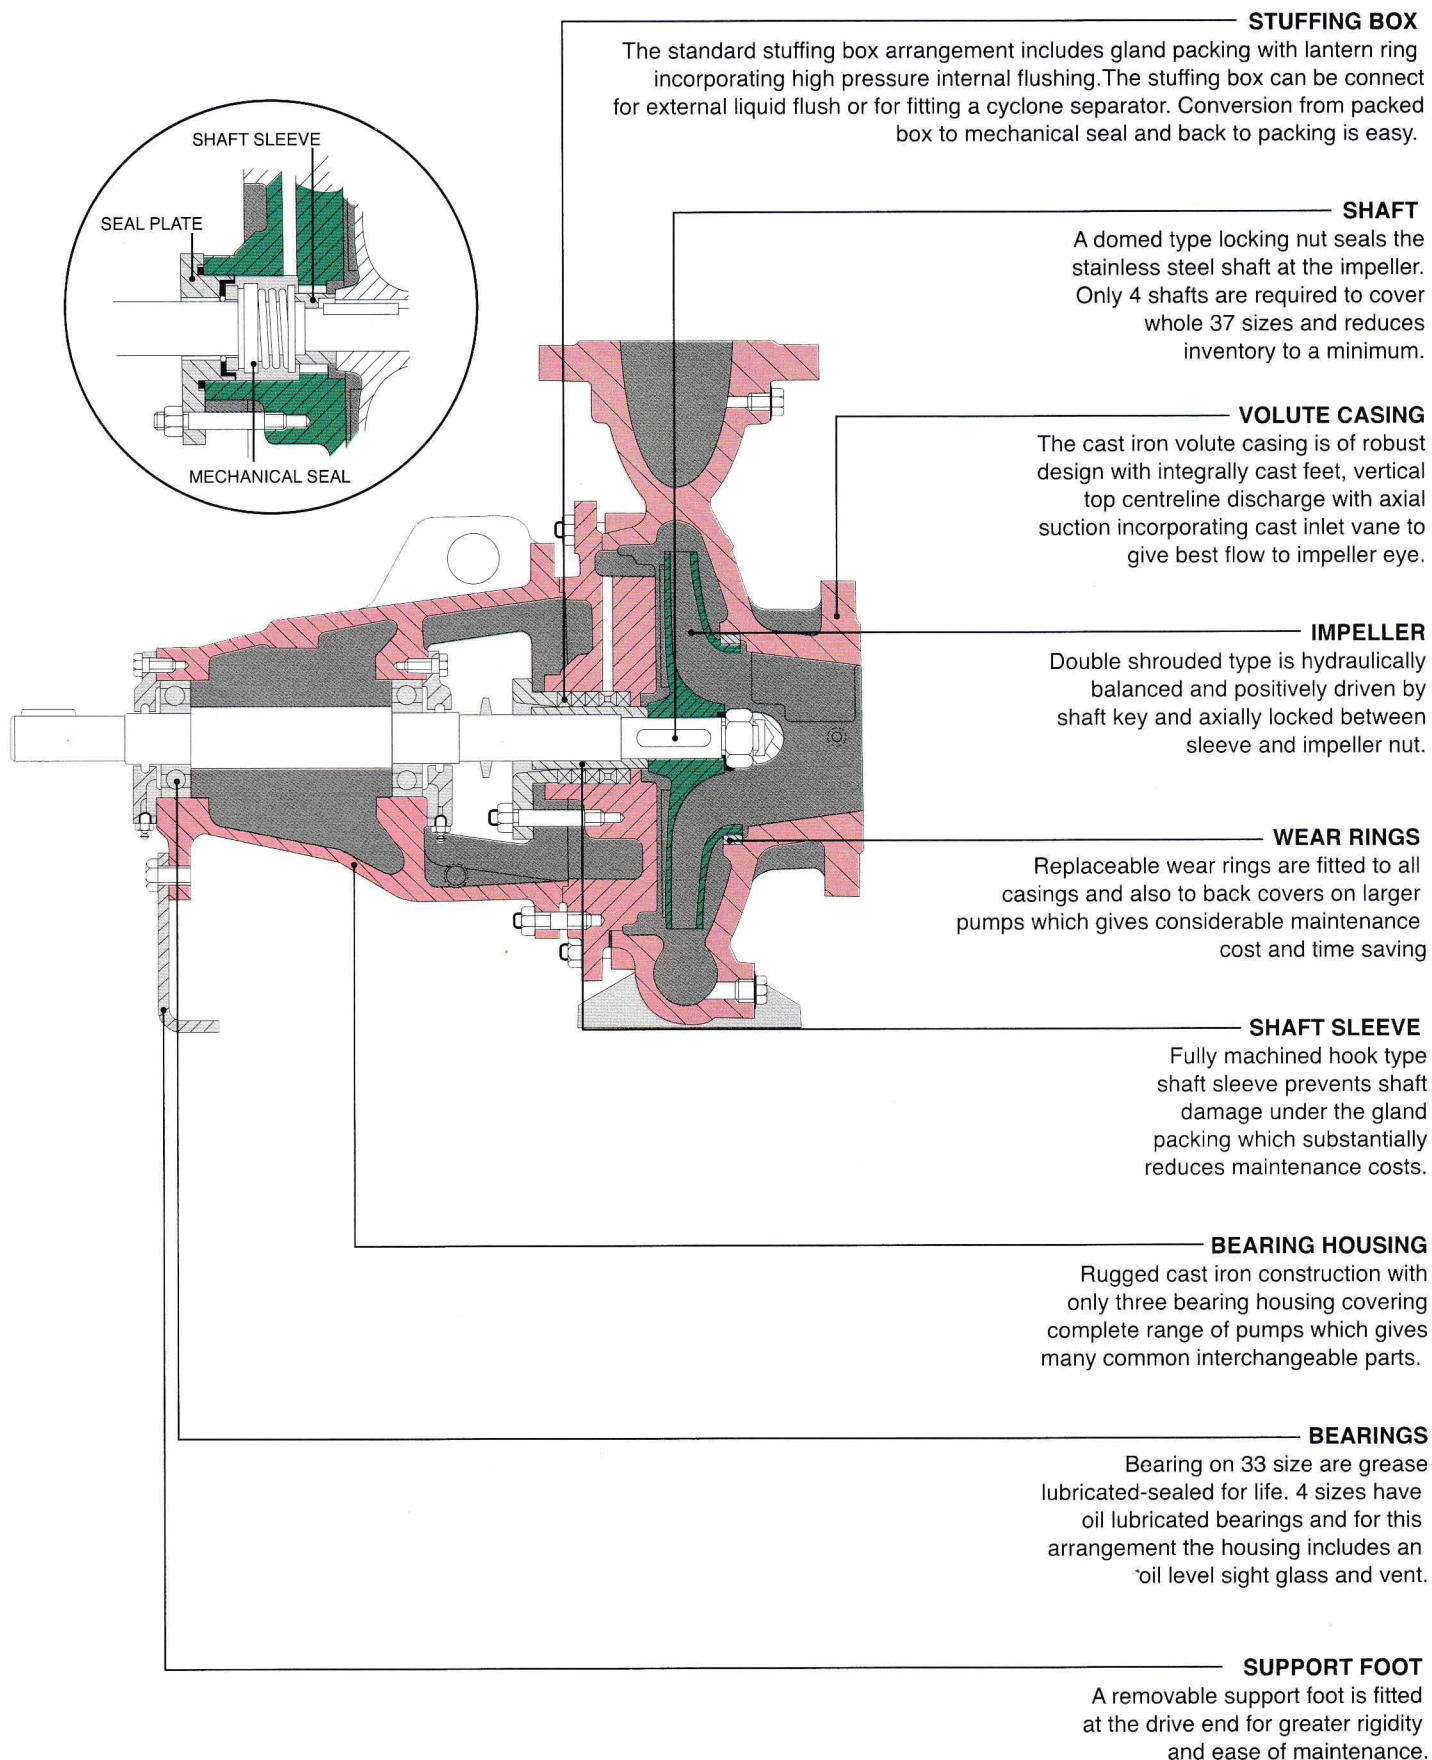 STUFFING BOX
The standard stuffing box arrangement includes gland packing with lantern ring
incorporating high pressure internal flushing.The stuffing box can be connect
for external liquid flush or for fitting a cyclone separator. Conversion from packed
box to mechanical seal and back to packing is easy.
SHAFT SLEEVE
SEAL PLATE
MECHANICAL SEAL
SHAFT
A domed type locking nut seals the
stainless steel shaft at the impeller.
Only 4 shafts are required to cover
whole 37 sizes and reduces
inventory to a minimum.
VOLUTE CASING
The cast iron volute casing is of robust
design with integrally cast feet, vertical
top centreline discharge with axial
suction incorporating cast inlet vane to
give best flow to impeller eye.
IMPELLER
Double shrouded type is hydraulically
balanced and positively driven by
shaft key and axially locked between
sleeve and impeller nut.
WEAR RINGS
Replaceable wear rings are fitted to all
casings and also to back covers on larger
pumps which gives considerable maintenance
cost and time saving
SHAFT SLEEVE
Fully machined hook type
shaft sleeve prevents shaft
damage under the gland
packing which substantially
reduces maintenance costs.
BEARING HOUSING
Rugged cast iron construction with
only three bearing housing covering
complete range of pumps which gives
many common interchangeable parts.
BEARINGS
Bearing on 33 size are grease
lubricated-sealed for life. 4 sizes have
oil lubricated bearings and for this
arrangement the housing includes an
oil level sight glass and vent.
SUPPORT FOOT
A removable support foot is fitted
at the drive end for greater rigidity
and ease of maintenance.